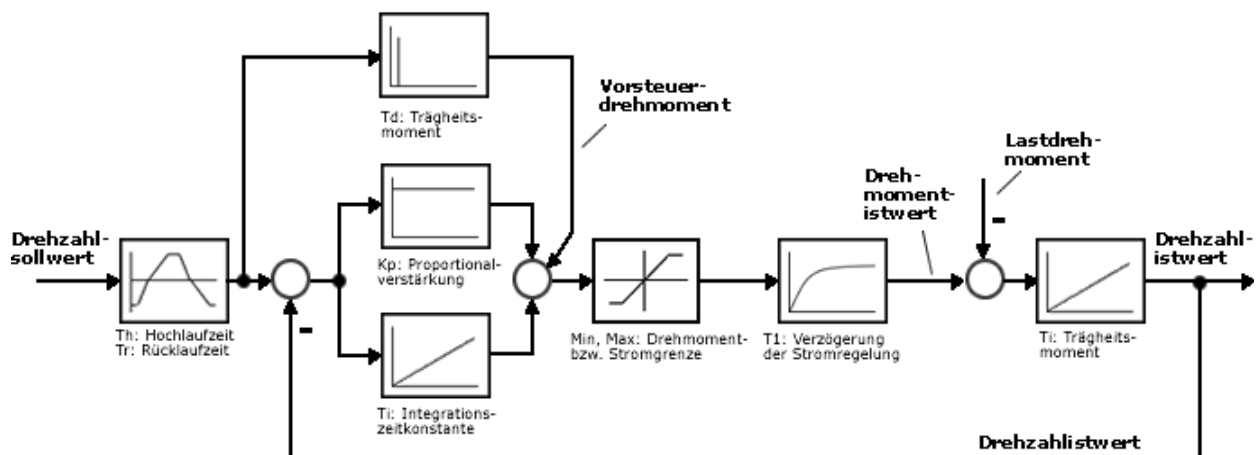 Td: Trägheits-
moment
Vorsteuer-
drehmoment
Lastdreh-
moment
Dreh-
moment-
istwert
Drehzahl-
sollwert
Drehzahl-
istwert
Kp: Proportional-
verstärkung
-
-
Th: Hochlaufzeit
Tr: Rücklaufzeit
Min, Max: Drehmoment-
bzw. Stromgrenze
T1: Verzögerung
der Stromregelung
Ti: Trägheits-
moment
Ti: Integrations-
zeitkonstante
Drehzahlistwert